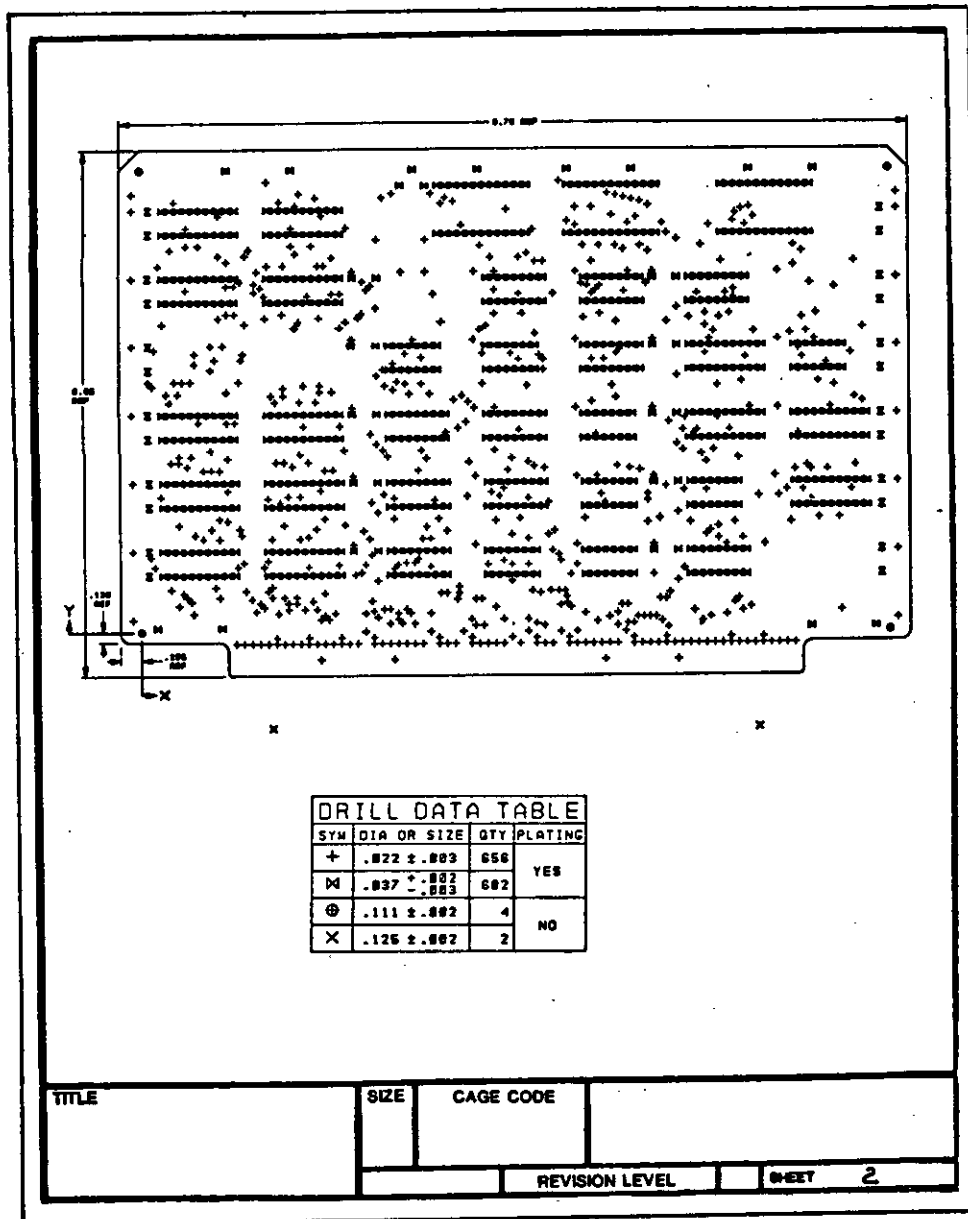 Y
X
DRILL DATA TABLE
SYM DIA OR SIZE QTY PLATING
+ .022 ±.003 656 YES
.037 +.002 -.003
.111 ±.002 4 NO
× .125 ±.002 2
TITLE SIZE CAGE CODE
REVISION LEVEL SHEET 2